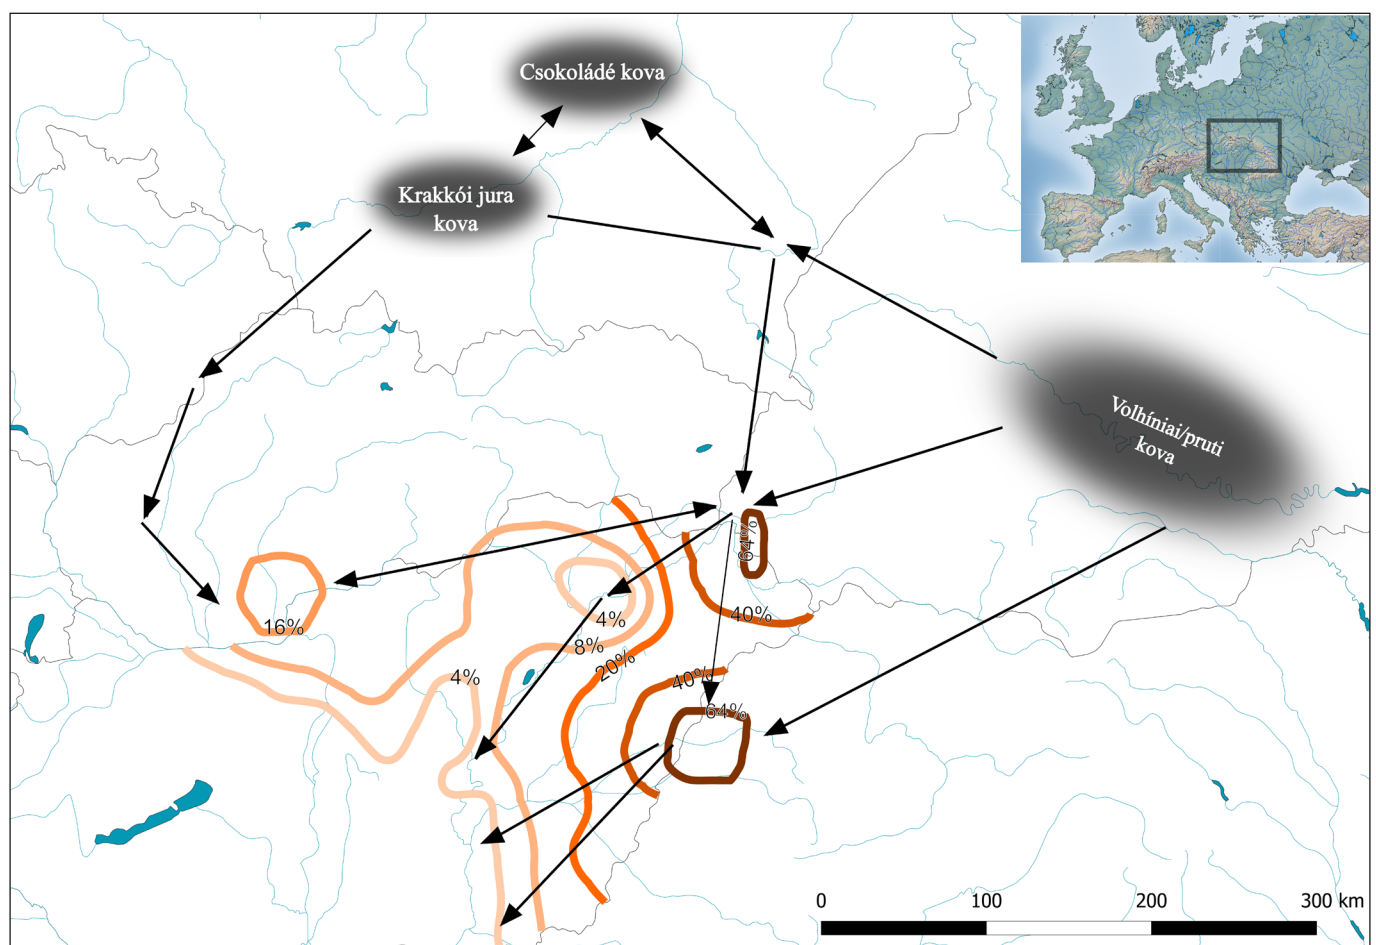 Csokoládé kova
Krakkói jura
kova
Volhíniai/pruti
kova
64%
40%
16%
4%
8%
20%
4%
40%
64%
0 100 200 300 km